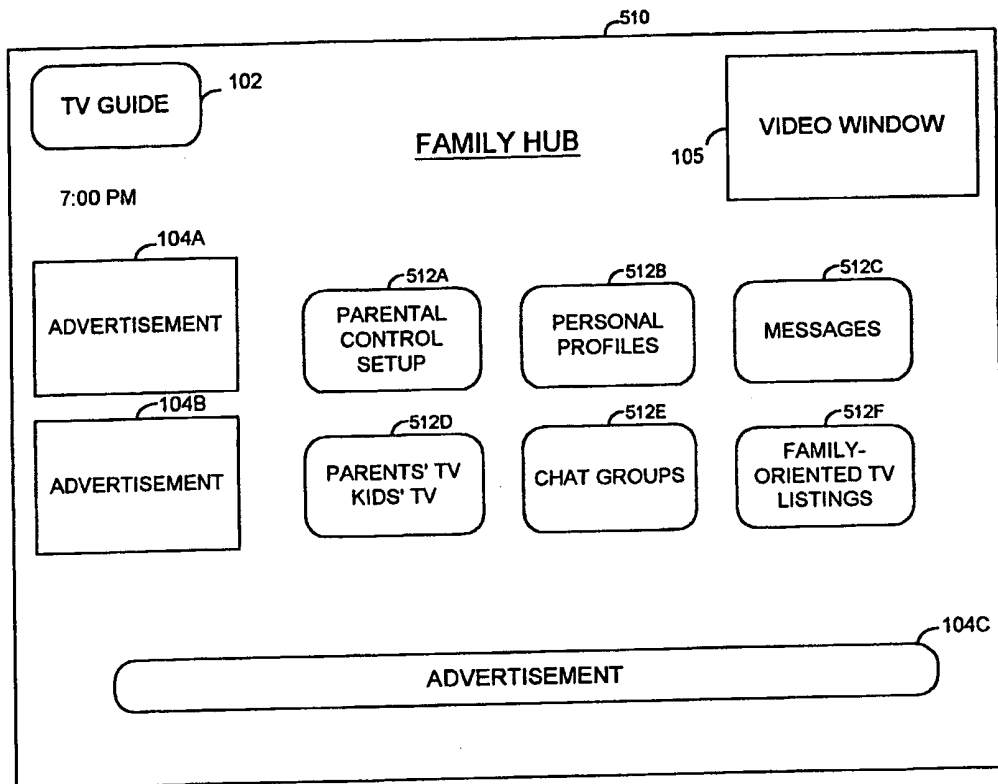 510
TV GUIDE
102
FAMILY HUB
VIDEO WINDOW
105
7:00 PM
104A
ADVERTISEMENT
512A
PARENTAL
CONTROL
SETUP
512B
PERSONAL
PROFILES
512C
MESSAGES
104B
ADVERTISEMENT
512D
PARENTS' TV
KIDS' TV
512E
CHAT GROUPS
512F
FAMILY-
ORIENTED TV
LISTINGS
104C
ADVERTISEMENT